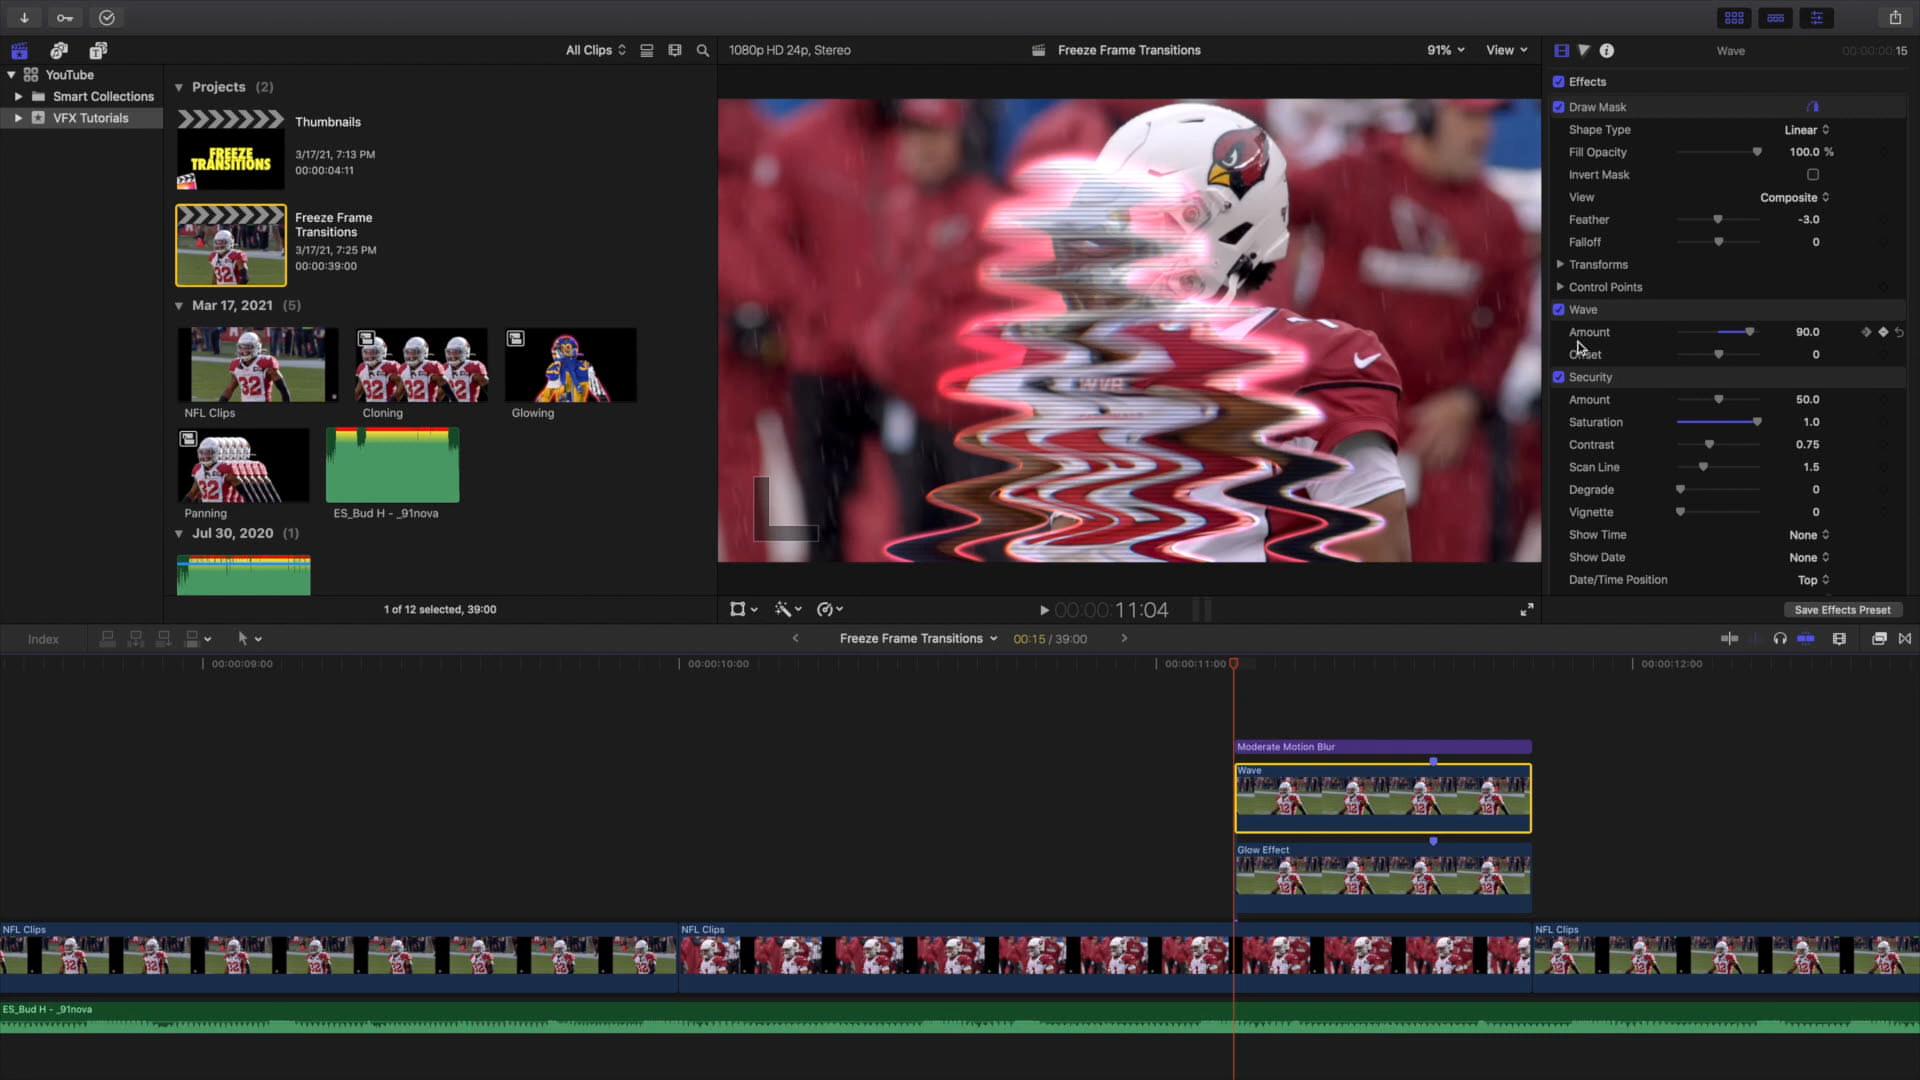 All Clips
1080p HD 24p, Stereo
Freeze Frame Transitions
91%
View
Wave
00:00:00:15
YouTube
Smart Collections
VFX Tutorials
Projects (2)
FREEZE
TRANSITIONS
Thumbnails
3/17/21, 7:13 PM
00:00:04:11
Freeze Frame
Transitions
3/17/21, 7:25 PM
00:00:39:00
Mar 17, 2021 (5)
NFL Clips
Cloning
Glowing
Panning
ES_Bud H - _91nova
Jul 30, 2020 (1)
1 of 12 selected, 39:00
00:00:11:04
Effects
Draw Mask
Shape Type Linear
Fill Opacity 100.0 %
Invert Mask
View Composite
Feather -3.0
Falloff 0
Transforms
Control Points
Wave
Amount 90.0
Offset 0
Security
Amount 50.0
Saturation 1.0
Contrast 0.75
Scan Line 1.5
Degrade 0
Vignette 0
Show Time None
Show Date None
Date/Time Position Top
Save Effects Preset
Index
Freeze Frame Transitions
00:15 / 39:00
00:00:09:00
00:00:10:00
00:00:11:00
00:00:12:00
Moderate Motion Blur
Wave
Glow Effect
NFL Clips
NFL Clips
NFL Clips
ES_Bud H - _91nova